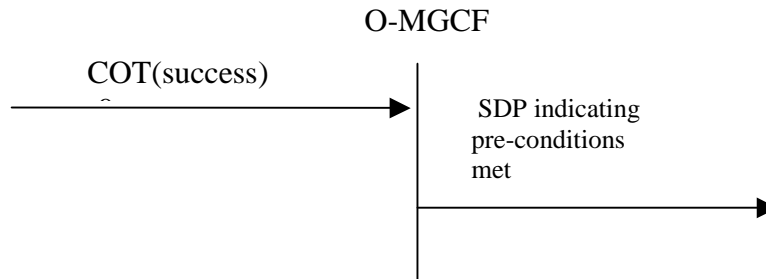 O-MGCF
COT(success)
SDP indicating
pre-conditions
met